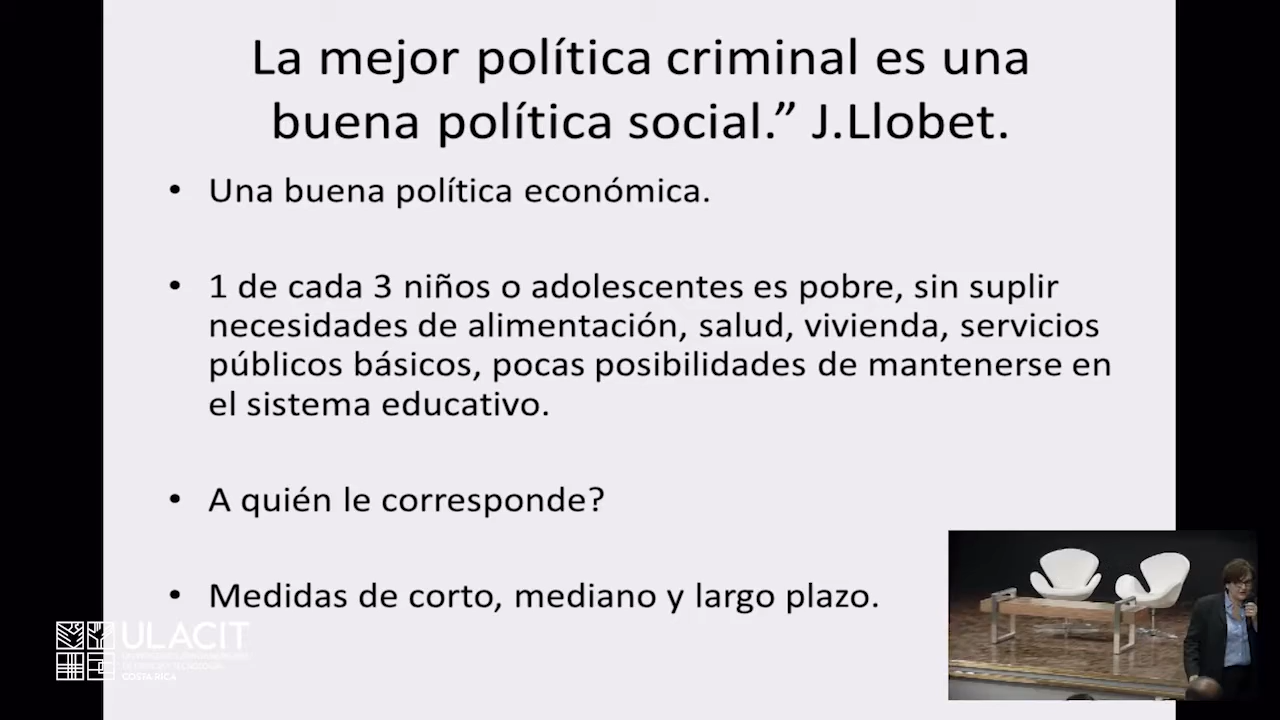 La mejor política criminal es una
buena política social.” J.Llobet.
• Una buena política económica.
• 1 de cada 3 niños o adolescentes es pobre, sin suplir
necesidades de alimentación, salud, vivienda, servicios
públicos básicos, pocas posibilidades de mantenerse en
el sistema educativo.
• A quién le corresponde?
• Medidas de corto, mediano y largo plazo.
ULACIT
COSTA RICA